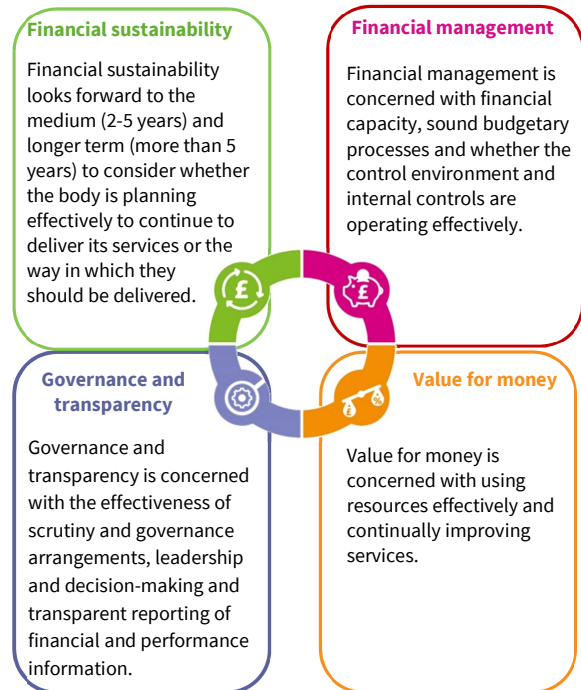 Financial sustainability
Financial sustainability
looks forward to the
medium (2-5 years) and
longer term (more than 5
years) to consider whether
the body is planning
effectively to continue to
deliver its services or the
way in which they
should be delivered.
Financial management
Financial management is
concerned with financial
capacity, sound budgetary
processes and whether the
control environment and
internal controls are
operating effectively.
£
£
Governance and
transparency
Governance and
transparency is concerned
with the effectiveness of
scrutiny and governance
arrangements, leadership
and decision-making and
transparent reporting of
financial and performance
information.
£
%
Value for money
Value for money is
concerned with using
resources effectively and
continually improving
services.